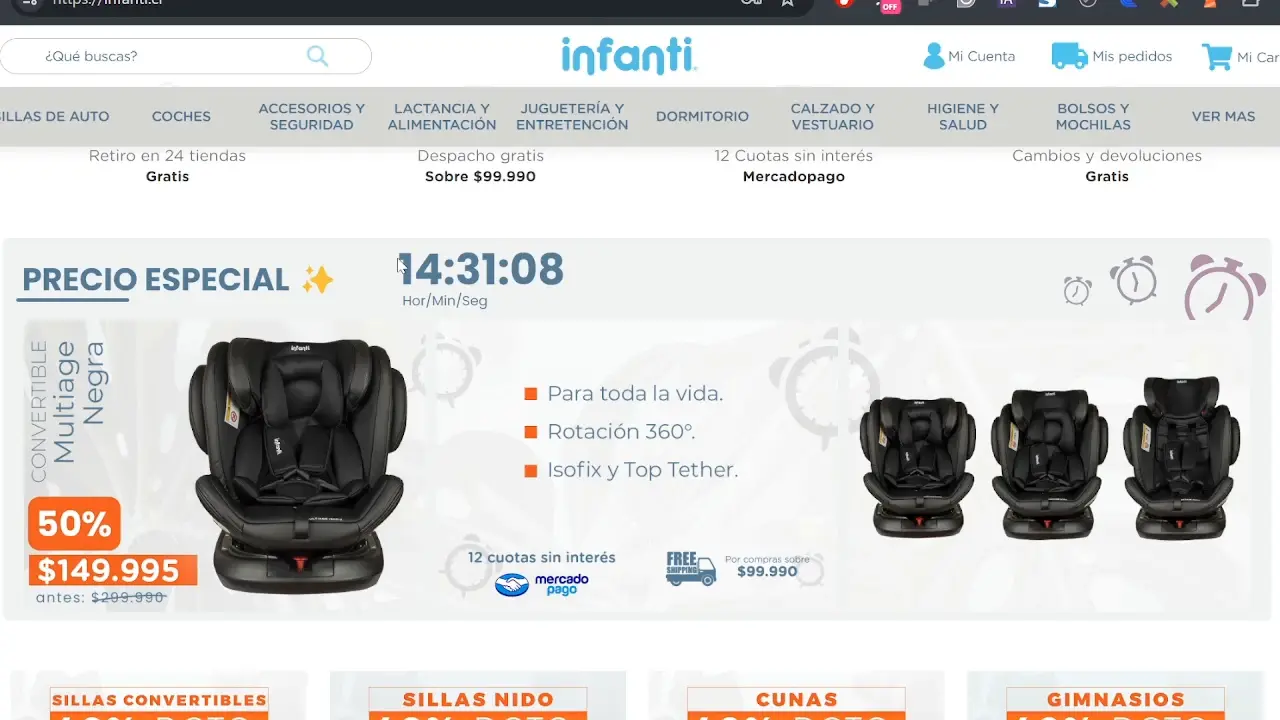 https://infanti.cl
OFF
¿Qué buscas?
infanti
Mi Cuenta
Mis pedidos
Mi Car
SILLAS DE AUTO
COCHES
ACCESORIOS Y
SEGURIDAD
LACTANCIA Y
ALIMENTACIÓN
JUGUETERÍA Y
ENTRETENCIÓN
DORMITORIO
CALZADO Y
VESTUARIO
HIGIENE Y
SALUD
BOLSOS Y
MOCHILAS
VER MAS
Retiro en 24 tiendas
Gratis
Despacho gratis
Sobre $99.990
12 Cuotas sin interés
Mercadopago
Cambios y devoluciones
Gratis
PRECIO ESPECIAL
14:31:08
Hor/Min/Seg
CONVERTIBLE
Multiage
Negra
infanti
infanti
Para toda la vida.
Rotación 360º.
Isofix y Top Tether.
50%
$149.995
antes: $299.990
12 cuotas sin interés
mercado
pago
FREE
SHIPPING
Por compras sobre
$99.990
SILLAS CONVERTIBLES
SILLAS NIDO
CUNAS
GIMNASIOS